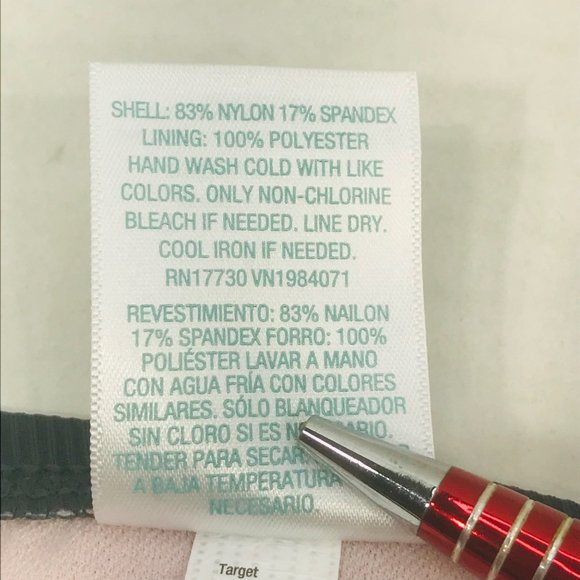 SHELL: 83% NYLON 17% SPANDEX
LINING: 100% POLYESTER
HAND WASH COLD WITH LIKE
COLORS. ONLY NON-CHLORINE
BLEACH IF NEEDED. LINE DRY.
COOL IRON IF NEEDED.
RN17730 VN1984071
REVESTIMIENTO: 83% NAILON
17% SPANDEX FORRO: 100%
POLIÉSTER LAVAR A MANO
CON AGUA FRÍA CON COLORES
SIMILARES. SÓLO BLANQUEADOR
SIN CLORO SI ES
TENDER PARA
A BAJA TEMPERATURA
NECESARIO.
Target